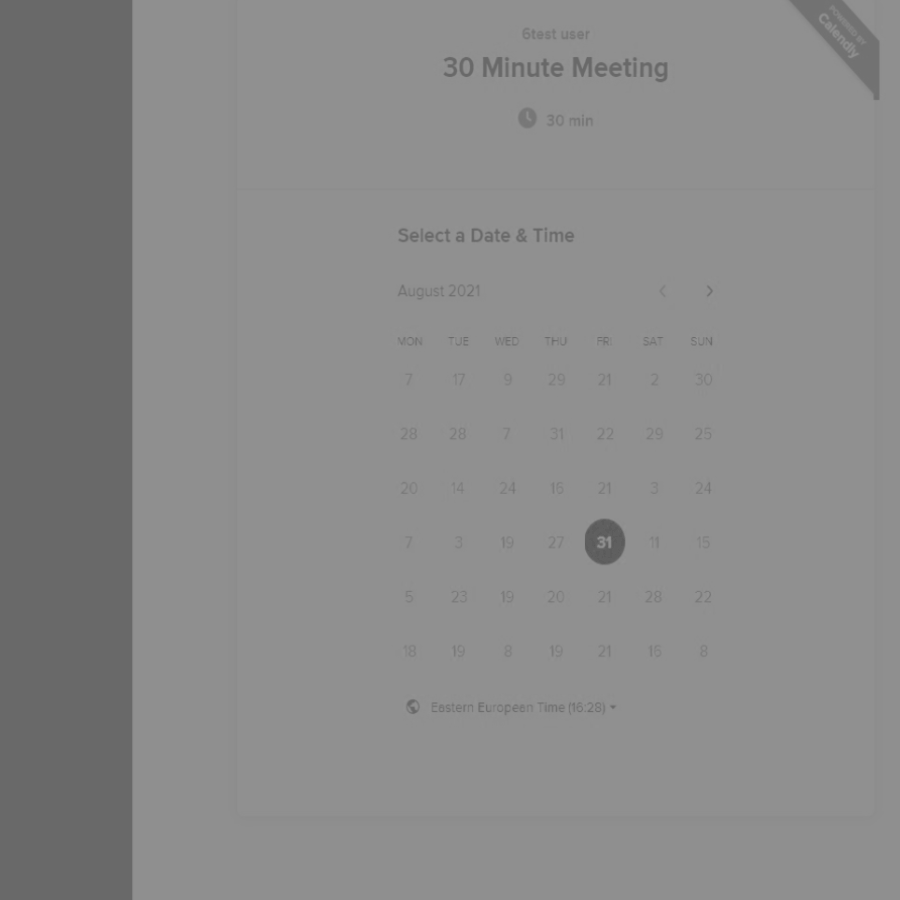 POWERED BY
Calendly
6test user
30 Minute Meeting
30 min
Select a Date & Time
August 2021
MON TUE WED THU FRI SAT SUN
7 17 9 29 21 2 30
28 28 7 31 22 29 25
20 14 24 16 21 3 24
7 3 19 27 31 11 15
5 23 19 20 21 28 22
18 19 8 19 21 16 8
Eastern European Time (16:28)